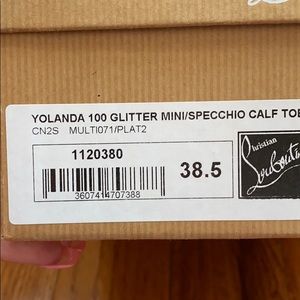 YOLANDA 100 GLITTER MINI/SPECCHIO CALF TOE
CN2S MULTI071/PLAT2
1120380
38.5
3607414707388
Christian
Louboutin